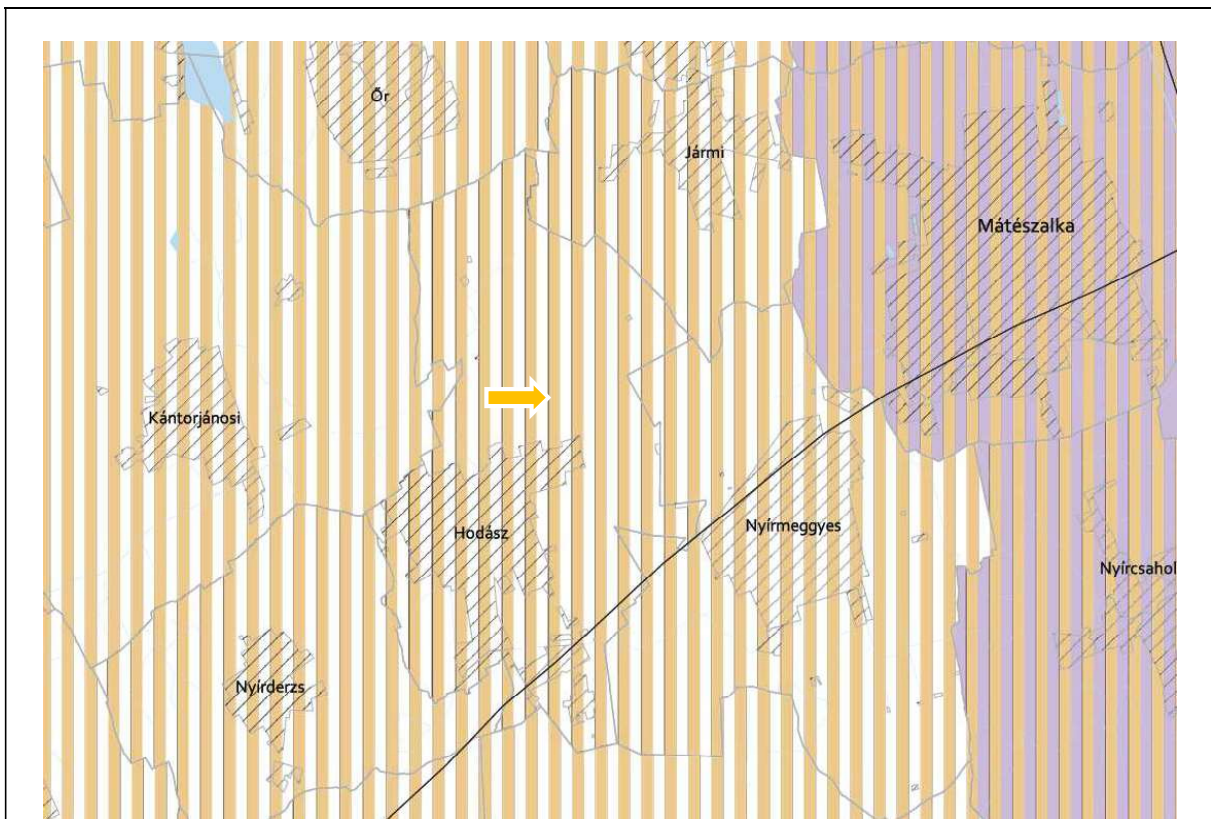 Őr
Jármi
Mátészalka
Kántorjánosi
Hodász
Nyírmeggyes
Nyírcsahol
Nyírderzs